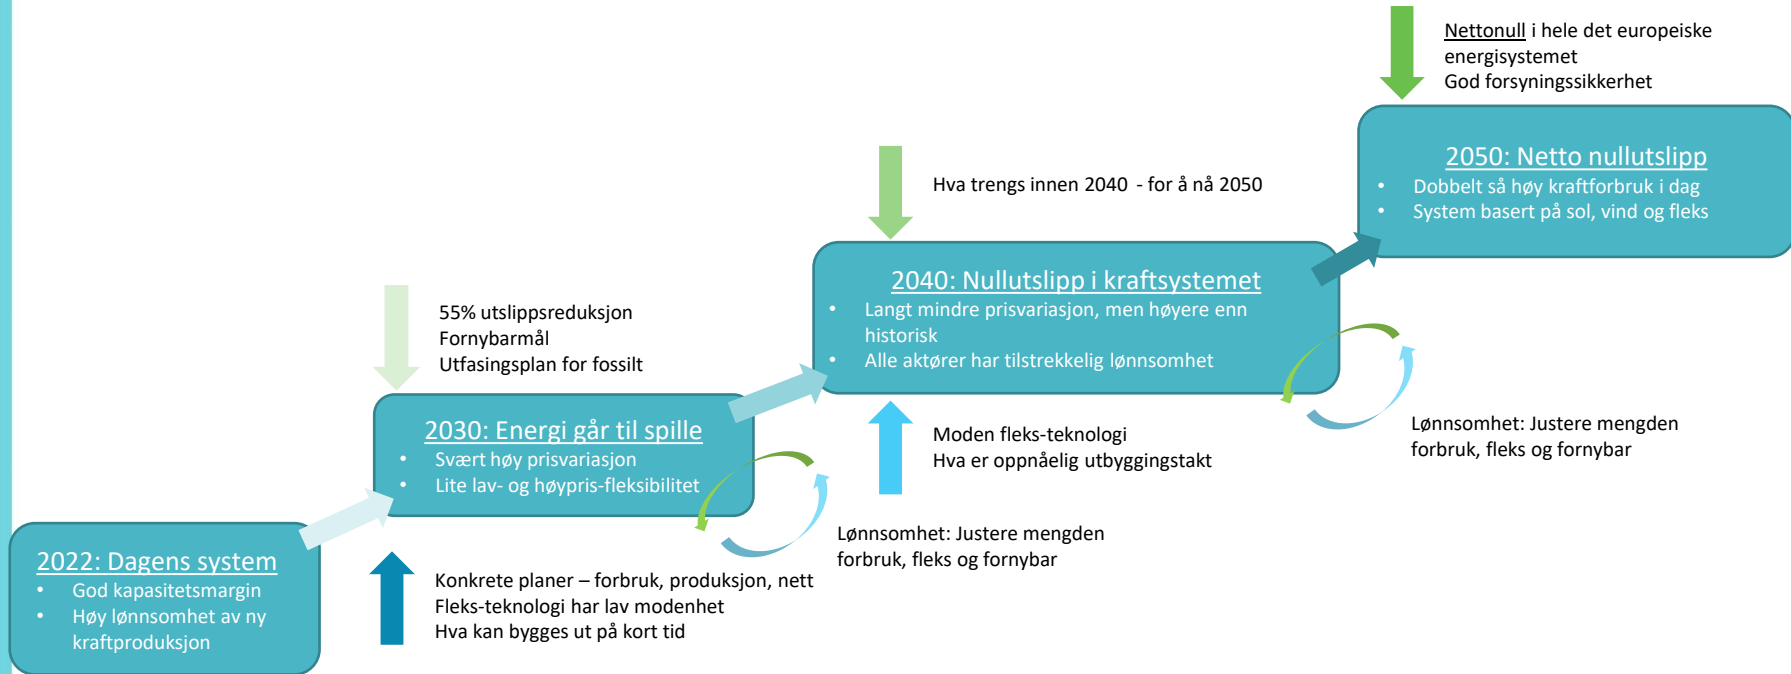 Nettonull i hele det europeiske
energisystemet
God forsyningssikkerhet
2050: Netto nullutslipp
• Dobbelt så høy kraftforbruk i dag
• System basert på sol, vind og fleks
Hva trengs innen 2040 - for å nå 2050
2040: Nullutslipp i kraftsystemet
• Langt mindre prisvariasjon, men høyere enn
historisk
• Alle aktører har tilstrekkelig lønnsomhet
55% utslippsreduksjon
Fornybarmål
Utfasingsplan for fossilt
2030: Energi går til spille
• Svært høy prisvariasjon
• Lite lav- og høypris-fleksibilitet
Moden fleks-teknologi
Hva er oppnåelig utbyggingstakt
Lønnsomhet: Justere mengden
forbruk, fleks og fornybar
Lønnsomhet: Justere mengden
forbruk, fleks og fornybar
2022: Dagens system
• God kapasitetsmargin
• Høy lønnsomhet av ny
kraftproduksjon
Konkrete planer – forbruk, produksjon, nett
Fleks-teknologi har lav modenhet
Hva kan bygges ut på kort tid